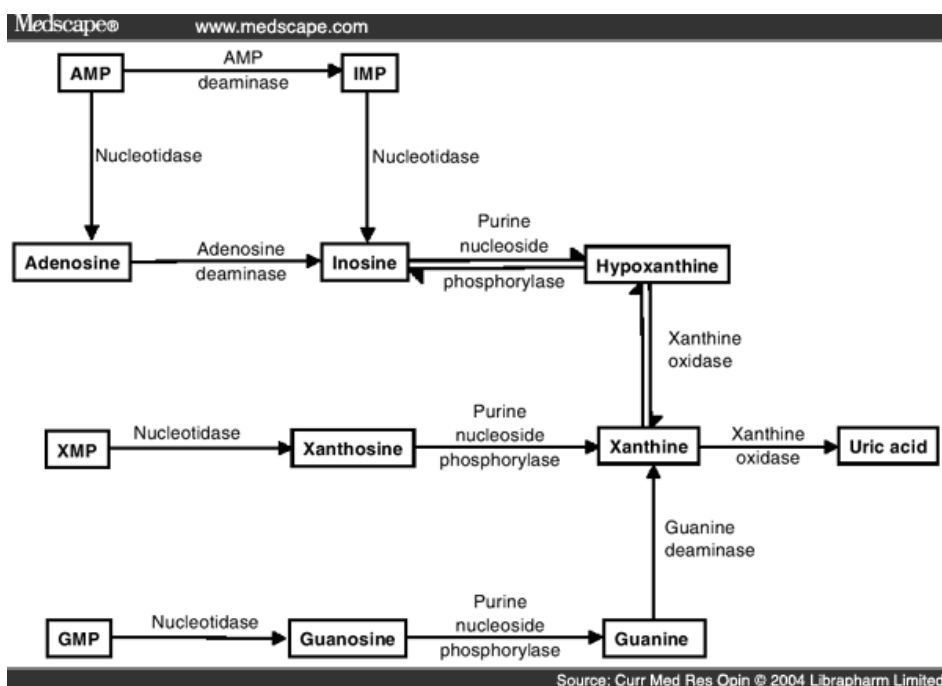 Medscape® www.medscape.com
AMP
AMP
deaminase
IMP
Nucleotidase
Nucleotidase
Adenosine
Adenosine
deaminase
Inosine
Purine
nucleoside
phosphorylase
Hypoxanthine
Xanthine
oxidase
XMP
Nucleotidase
Xanthosine
Purine
nucleoside
phosphorylase
Xanthine
Xanthine
oxidase
Uric acid
Guanine
deaminase
GMP
Nucleotidase
Guanosine
Purine
nucleoside
phosphorylase
Guanine
Source: Curr Med Res Opin © 2004 Librapharm Limited